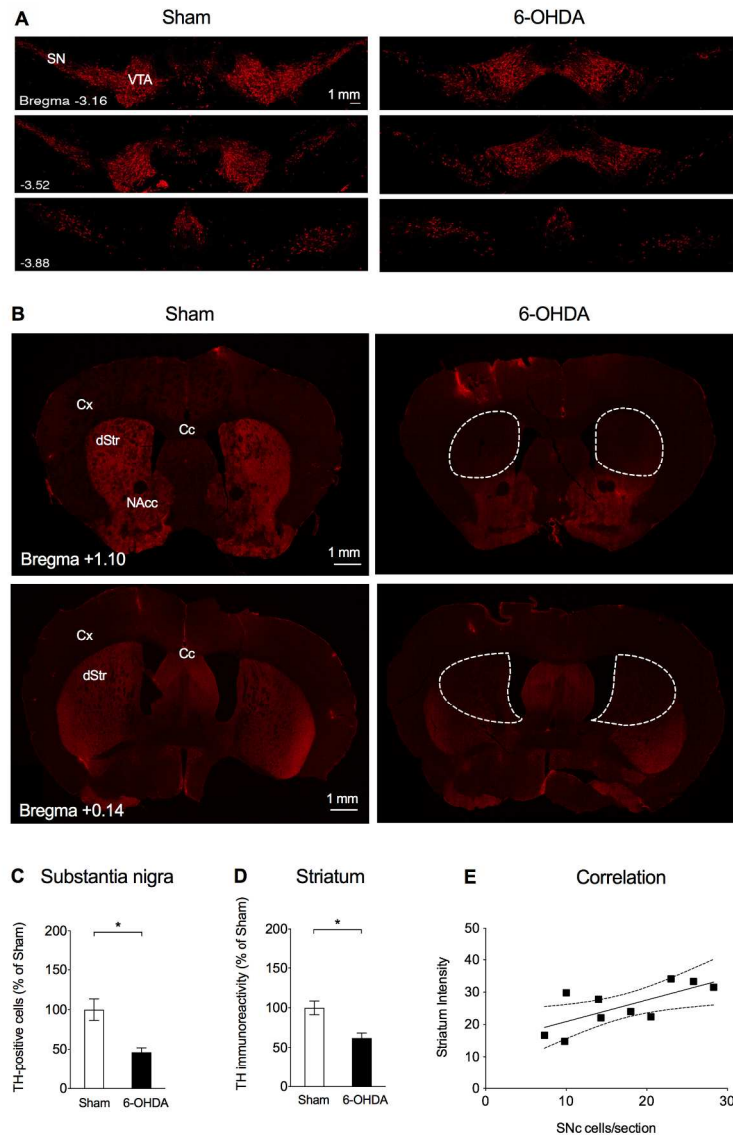 A
Sham
6-OHDA
SN
VTA
1 mm
Bregma -3.16
-3.52
-3.88
B
Sham
6-OHDA
Cx
Cc
dStr
NAcc
Bregma +1.10
1 mm
Cx
Cc
dStr
Bregma +0.14
1 mm
C Substantia nigra
TH-positive cells (% of Sham)
200
150
100
50
0
*
Sham 6-OHDA
D Striatum
TH immunoreactivity (% of Sham)
200
150
100
50
0
*
Sham 6-OHDA
E Correlation
Striatum Intensity
50
40
30
20
10
0
0 10 20 30
SNc cells/section